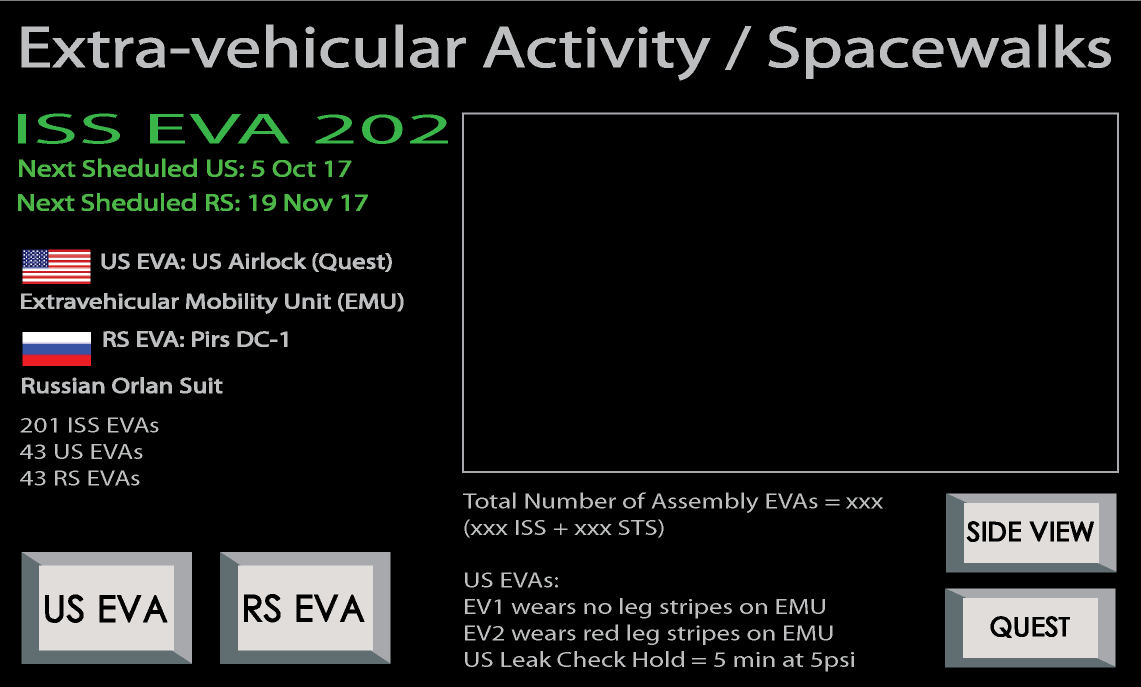 Extra-vehicular Activity / Spacewalks
ISS EVA 202
Next Sheduled US: 5 Oct 17
Next Sheduled RS: 19 Nov 17
US EVA: US Airlock (Quest)
Extravehicular Mobility Unit (EMU)
RS EVA: Pirs DC-1
Russian Orlan Suit
201 ISS EVAs
43 US EVAs
43 RS EVAs
US EVA
RS EVA
Total Number of Assembly EVAs = xxx
(xxx ISS + xxx STS)
US EVAs:
EV1 wears no leg stripes on EMU
EV2 wears red leg stripes on EMU
US Leak Check Hold = 5 min at 5psi
SIDE VIEW
QUEST